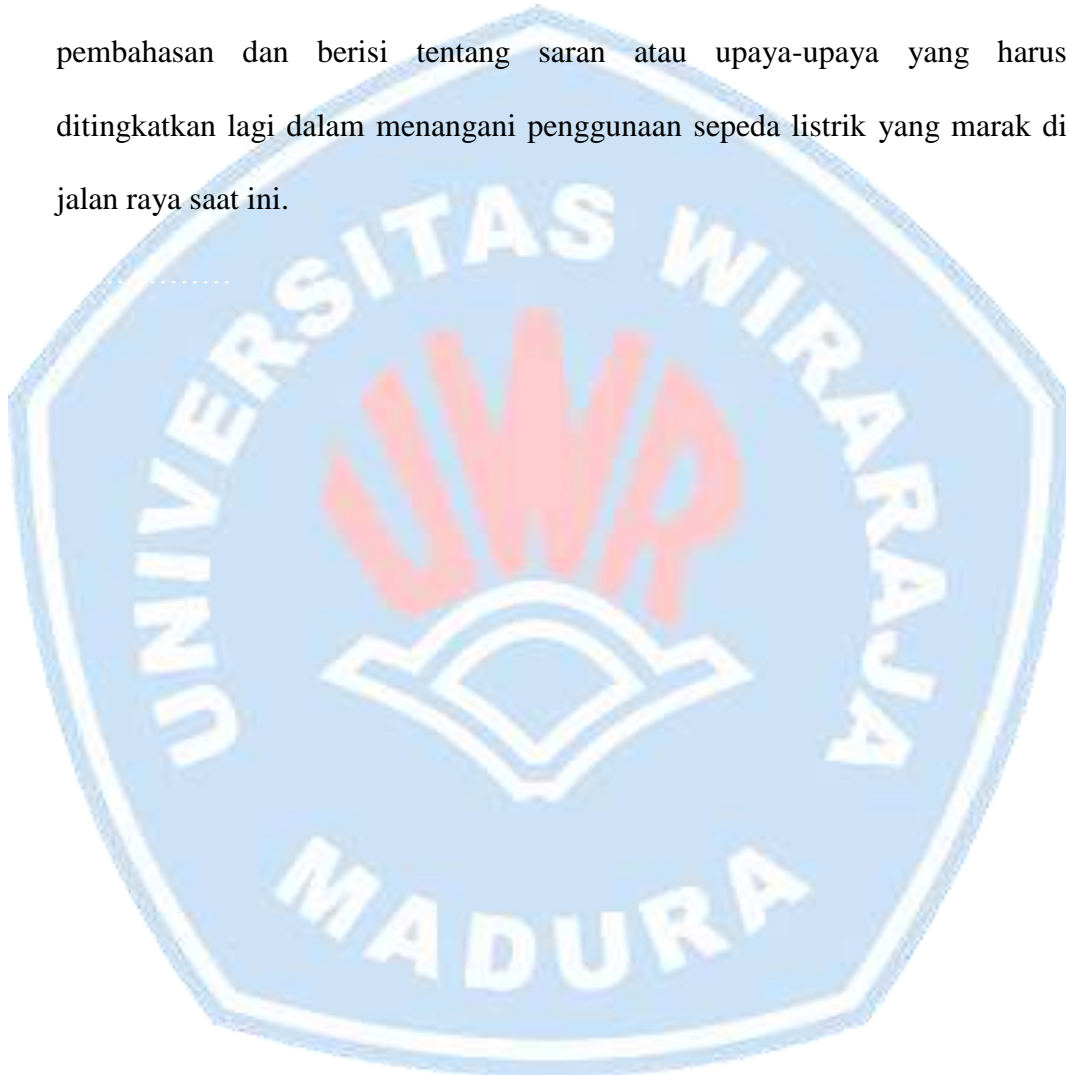 pembahasan dan berisi tentang saran atau upaya-upaya yang harus
ditingkatkan lagi dalam menangani penggunaan sepeda listrik yang marak di
jalan raya saat ini.
...............
UNIVERSITAS WIRARAJA
UWR
MADURA